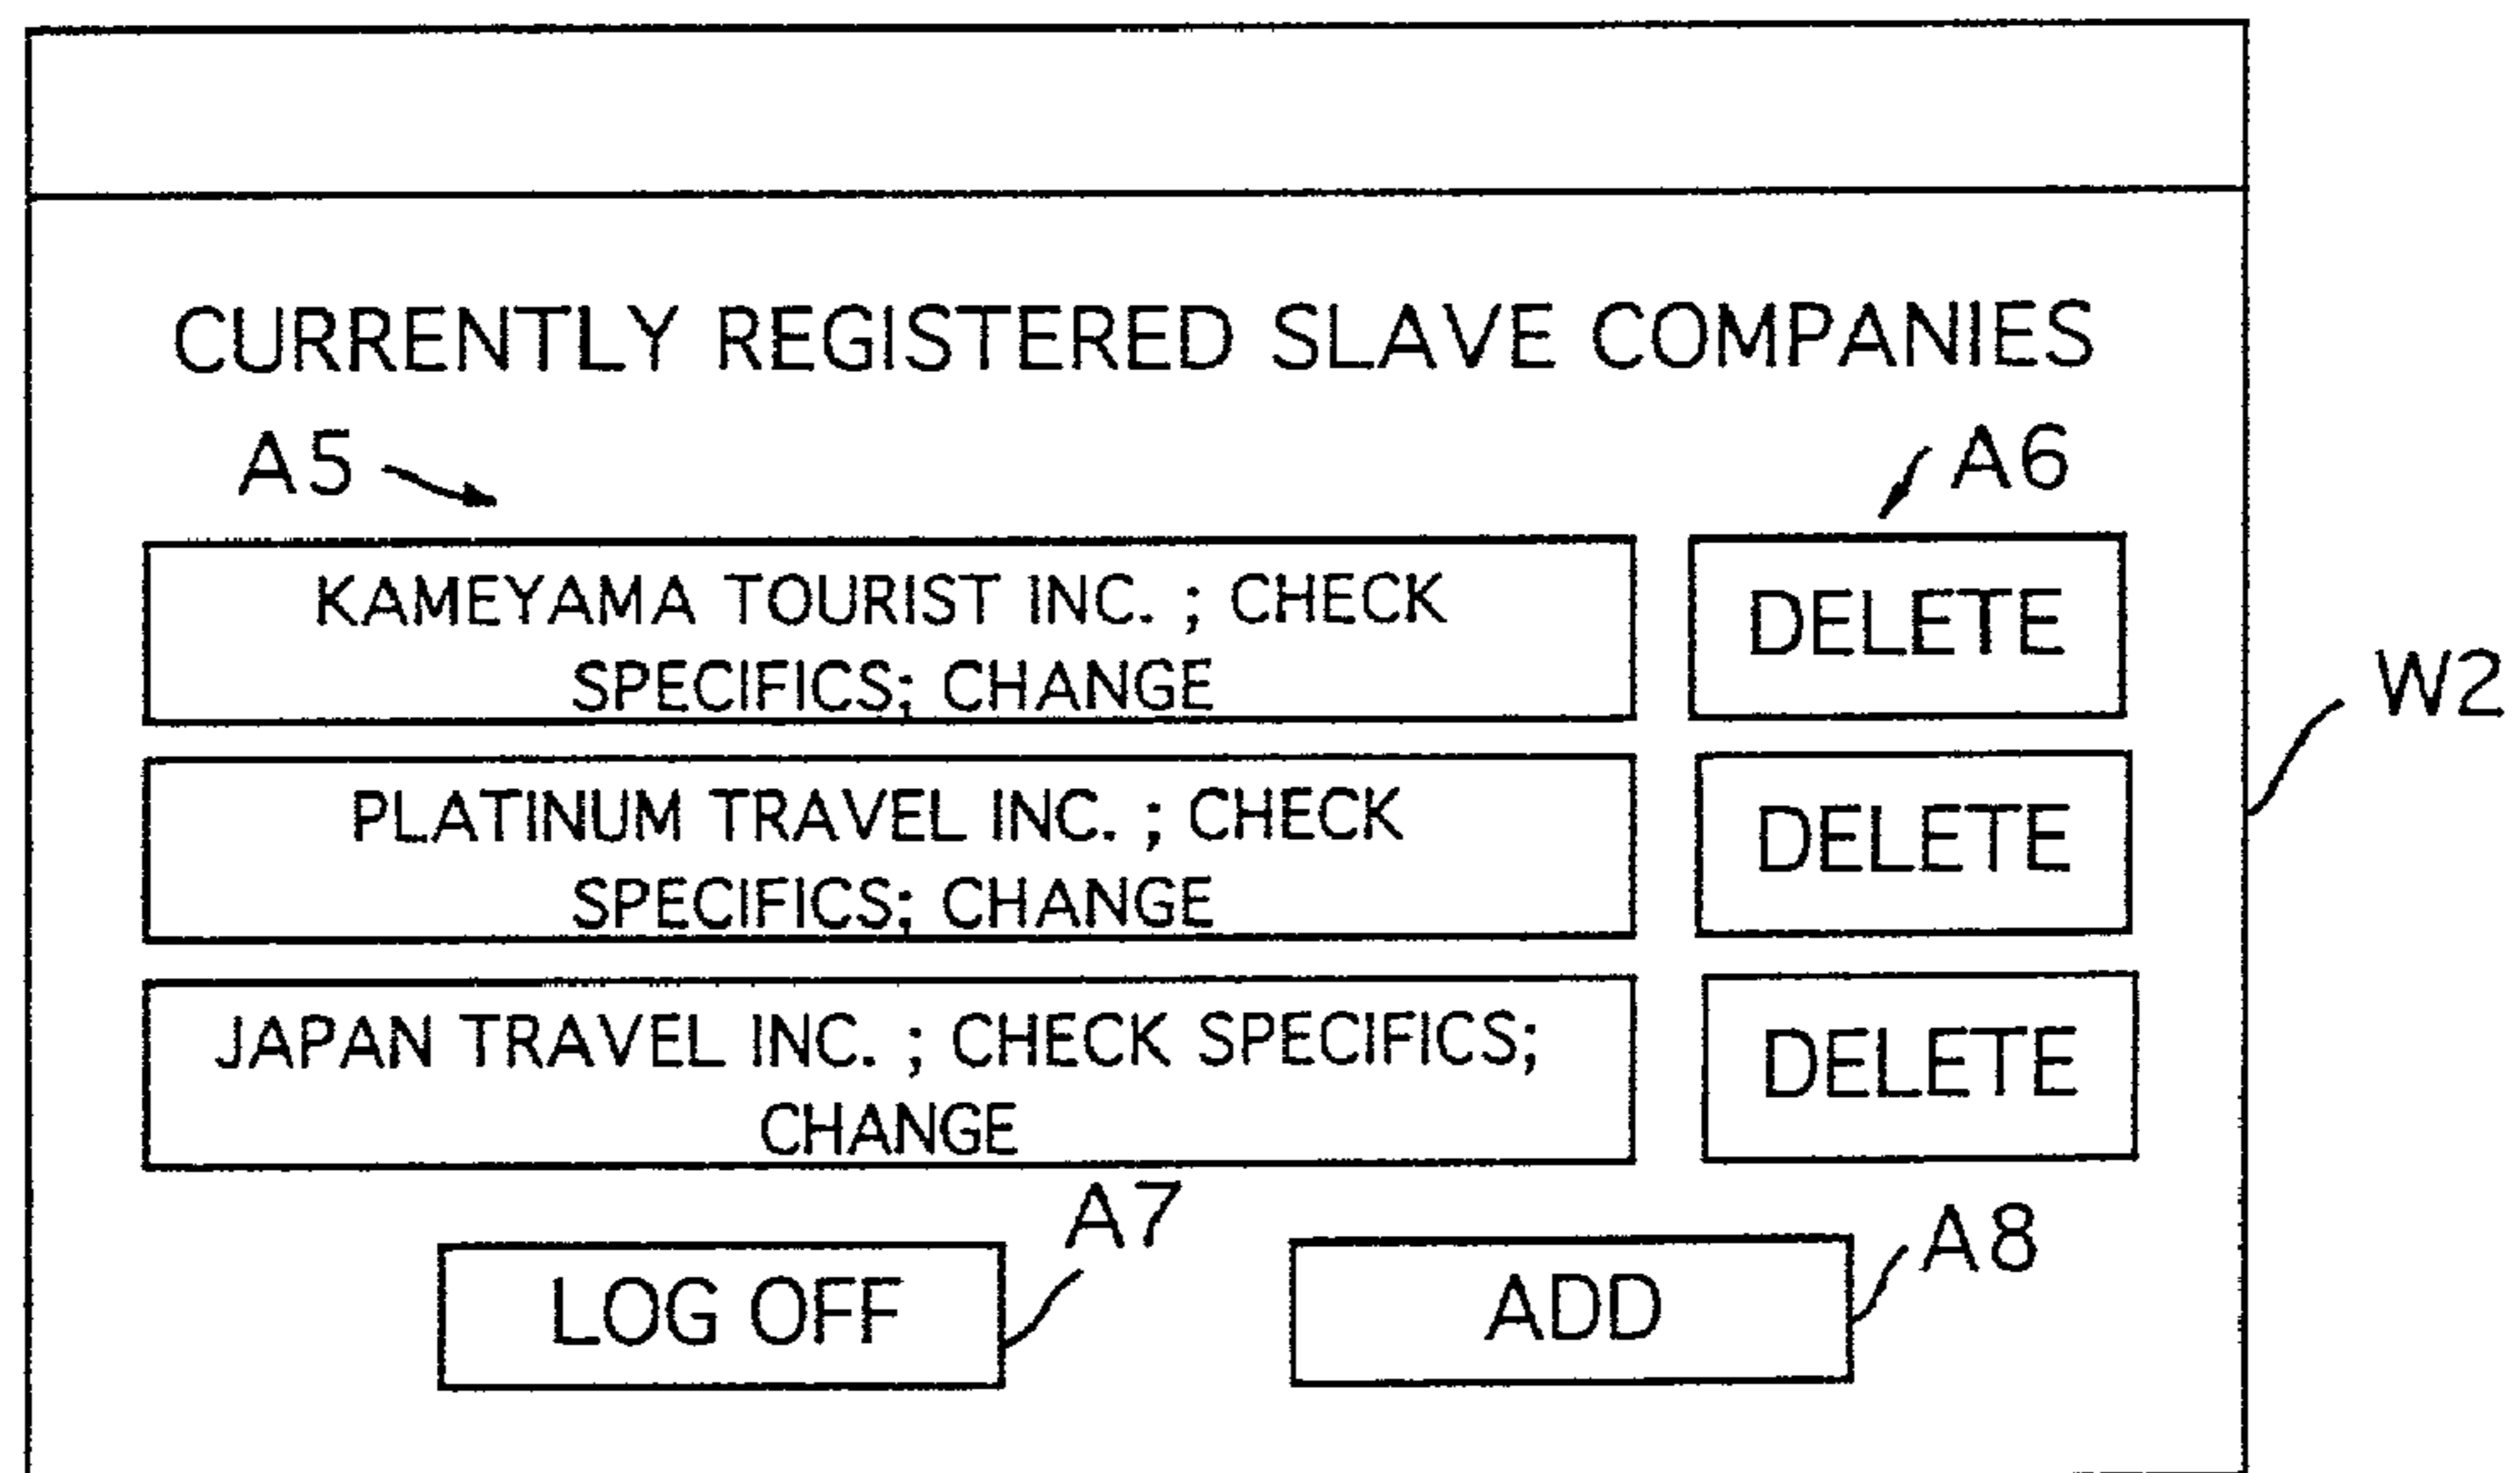 CURRENTLY REGISTERED SLAVE COMPANIES
A5
A6
KAMEYAMA TOURIST INC. ; CHECK
SPECIFICS; CHANGE
DELETE
W2
PLATINUM TRAVEL INC. ; CHECK
SPECIFICS; CHANGE
DELETE
JAPAN TRAVEL INC. ; CHECK SPECIFICS;
CHANGE
DELETE
A7
A8
LOG OFF
ADD